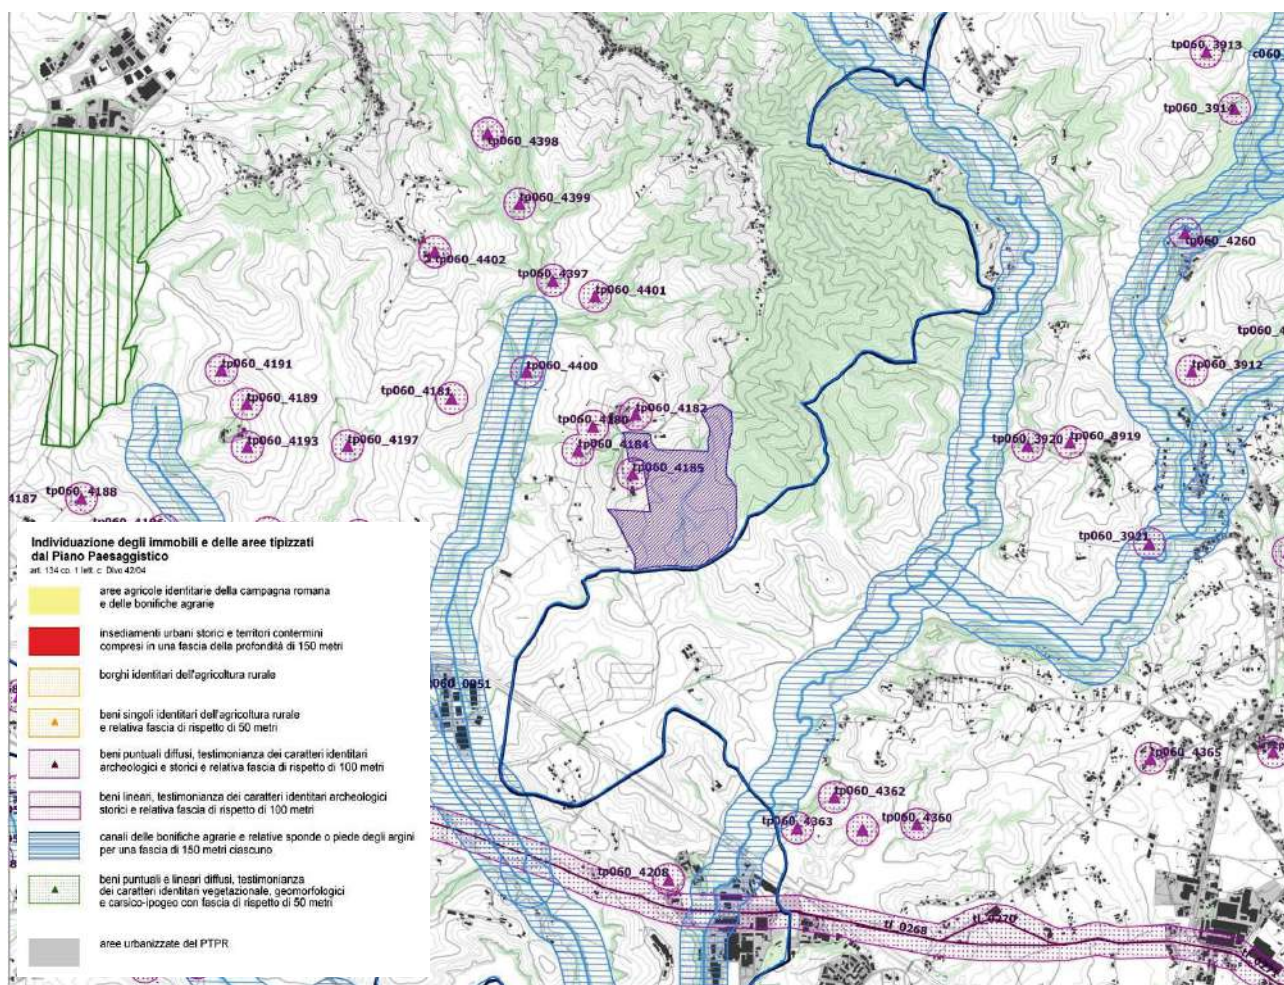 tp060_3913
c060
tp060_3914
tp060_4398
tp060_4399
tp060_4402
tp060_4260
tp060_4397
tp060_4401
tp060_4
tp060_4191
tp060_4400
tp060_3912
tp060_4181
tp060_4189
tp060_4182
tp060_4180
tp060_4193
tp060_4197
tp060_4184
tp060_3920
tp060_3919
tp060_4185
4187
tp060_4188
tp060_3921
Individuazione degli immobili e delle aree tipizzati
dal Piano Paesaggistico
art. 134 co. 1 lett. c Dlvo 42/04
aree agricole identitarie della campagna romana
e delle bonifiche agrarie
insediamenti urbani storici e territori contermini
compresi in una fascia della profondità di 150 metri
borghi identitari dell'agricoltura rurale
beni singoli identitari dell'agricoltura rurale
e relativa fascia di rispetto di 50 metri
beni puntuali diffusi, testimonianza dei caratteri identitari
archeologici e storici e relativa fascia di rispetto di 100 metri
beni lineari, testimonianza dei caratteri identitari archeologici
storici e relativa fascia di rispetto di 100 metri
canali delle bonifiche agrarie e relative sponde o piede degli argini
per una fascia di 150 metri ciascuno
beni puntuali e lineari diffusi, testimonianza
dei caratteri identitari vegetazionale, geomorfologici
e carsico-ipogeo con fascia di rispetto di 50 metri
aree urbanizzate del PTPR
060_0951
tp060_4365
tp060_4362
tp060_4363
tp060_4360
tp060_4208
tl_0268
tl_0270